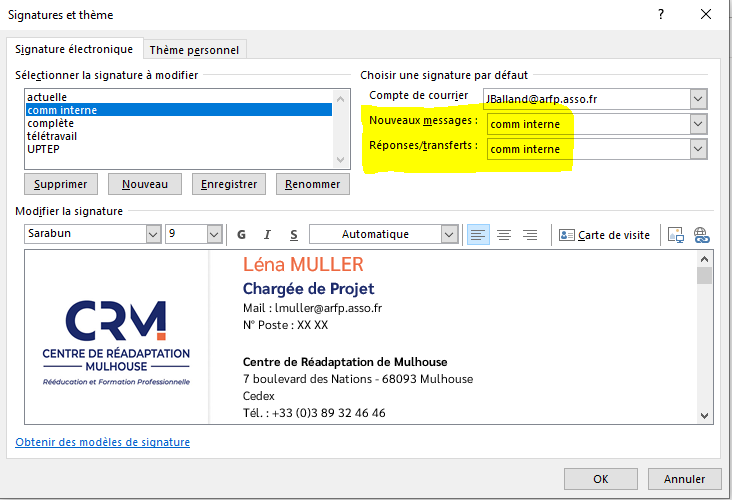 Signatures et thème
?
Signature électronique
Thème personnel
Sélectionner la signature à modifier
actuelle
comm interne
complète
télétravail
UPTEP
Supprimer
Nouveau
Enregistrer
Renommer
Choisir une signature par défaut
Compte de courrier
JBalland@arfp.asso.fr
Nouveaux messages :
comm interne
Réponses/transferts :
comm interne
Modifier la signature
Sarabun
9
G
I
S
Automatique
Carte de visite
CRM
CENTRE DE RÉADAPTATION
MULHOUSE
Rééducation et Formation Professionnelle
Léna MULLER
Chargée de Projet
Mail : lmuller@arfp.asso.fr
N° Poste : XX XX
Centre de Réadaptation de Mulhouse
7 boulevard des Nations - 68093 Mulhouse
Cedex
Tél. : +33 (0)3 89 32 46 46
Obtenir des modèles de signature
OK
Annuler